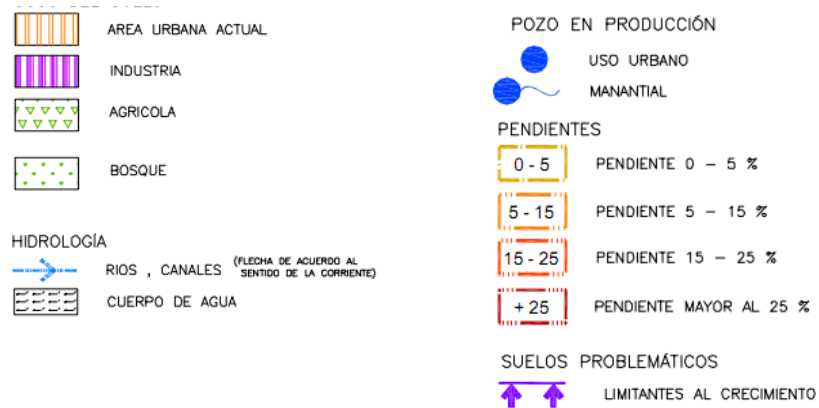 AREA URBANA ACTUAL
INDUSTRIA
AGRICOLA
BOSQUE
HIDROLOGÍA
RIOS , CANALES (FLECHA DE ACUERDO AL
SENTIDO DE LA CORRIENTE)
CUERPO DE AGUA
POZO EN PRODUCCIÓN
USO URBANO
MANANTIAL
PENDIENTES
0 - 5 PENDIENTE 0 – 5 %
5 - 15 PENDIENTE 5 – 15 %
15 - 25 PENDIENTE 15 – 25 %
+ 25 PENDIENTE MAYOR AL 25 %
SUELOS PROBLEMÁTICOS
LIMITANTES AL CRECIMIENTO